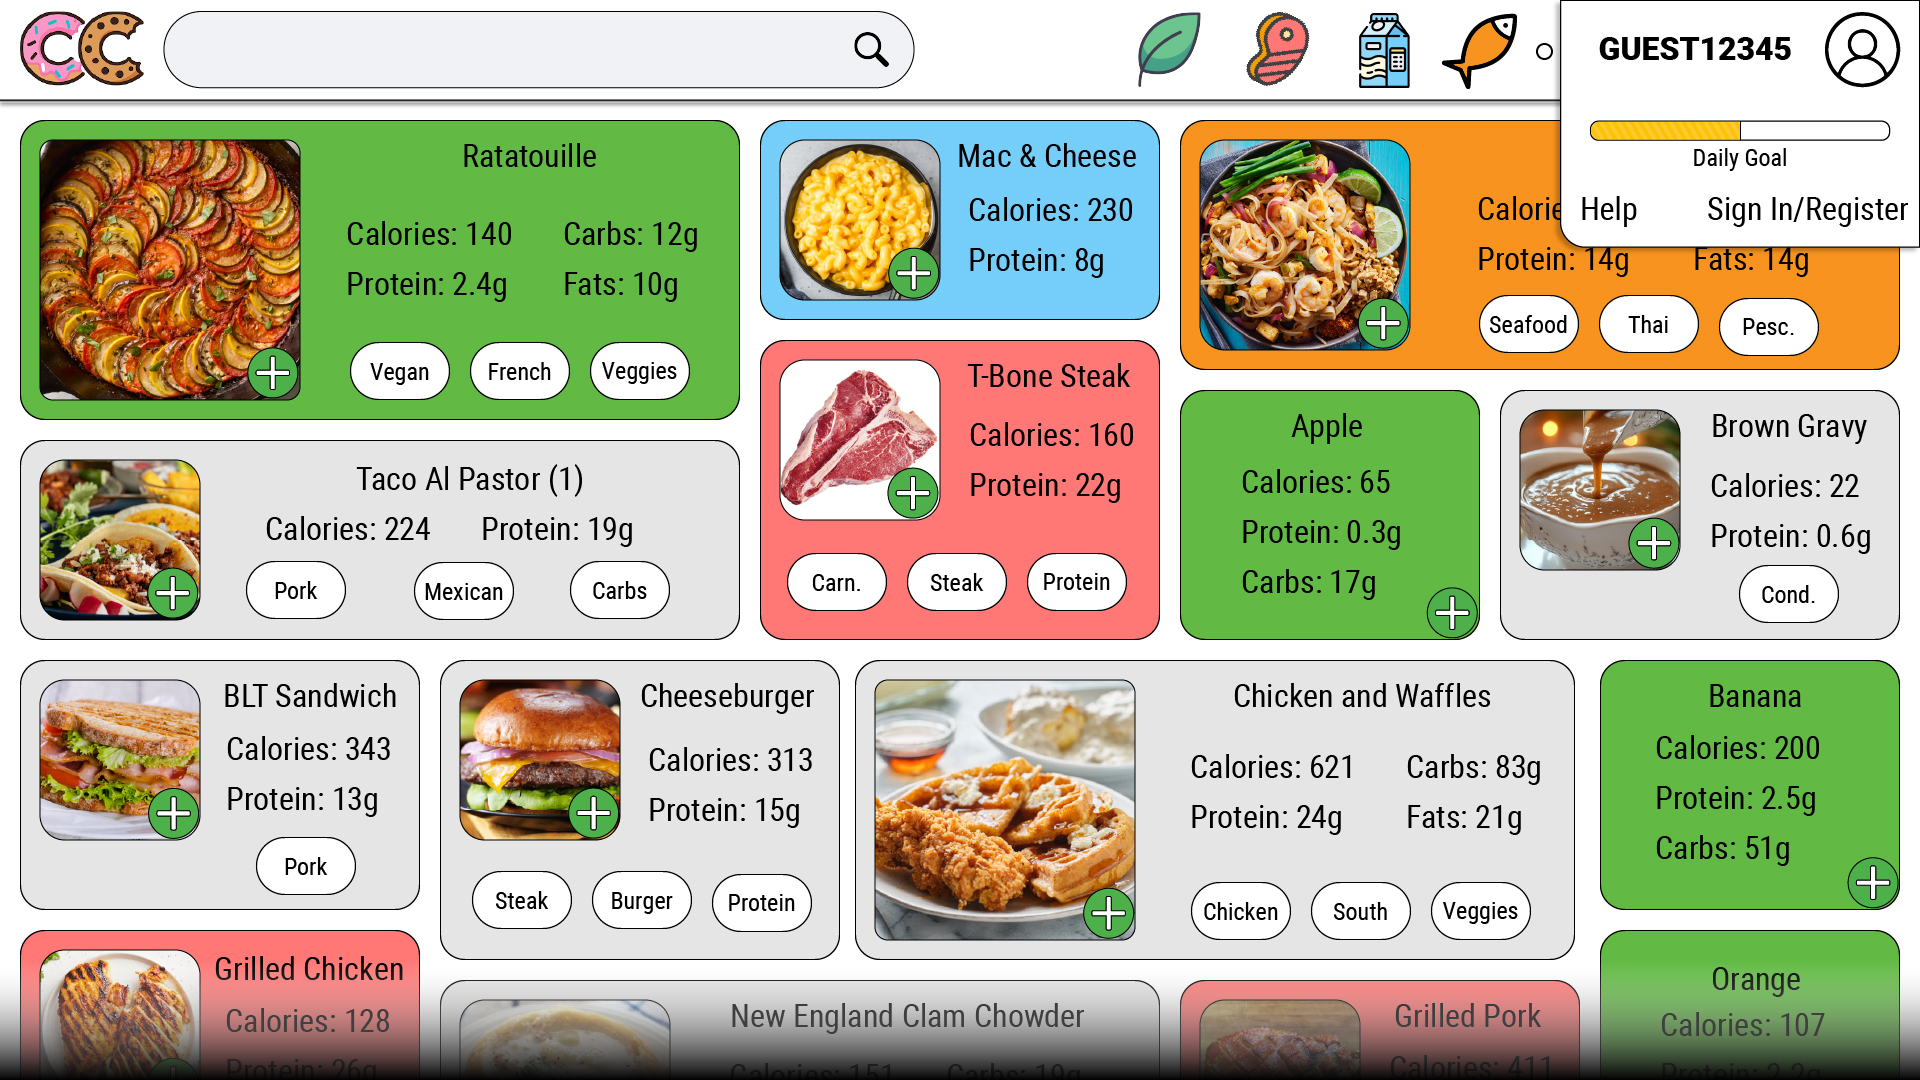 CC
GUEST12345
Daily Goal
Help
Sign In/Register
Ratatouille
Calories: 140
Carbs: 12g
Protein: 2.4g
Fats: 10g
Vegan
French
Veggies
Mac & Cheese
Calories: 230
Protein: 8g
Calorie
Protein: 14g
Fats: 14g
Seafood
Thai
Pesc.
Taco Al Pastor (1)
Calories: 224
Protein: 19g
Pork
Mexican
Carbs
T-Bone Steak
Calories: 160
Protein: 22g
Carn.
Steak
Protein
Apple
Calories: 65
Protein: 0.3g
Carbs: 17g
Brown Gravy
Calories: 22
Protein: 0.6g
Cond.
BLT Sandwich
Calories: 343
Protein: 13g
Pork
Cheeseburger
Calories: 313
Protein: 15g
Steak
Burger
Protein
Chicken and Waffles
Calories: 621
Carbs: 83g
Protein: 24g
Fats: 21g
Chicken
South
Veggies
Banana
Calories: 200
Protein: 2.5g
Carbs: 51g
Grilled Chicken
Calories: 128
Protein: 26g
New England Clam Chowder
Calories: 151
Carbs: 19g
Grilled Pork
Calories: 411
Orange
Calories: 107
Protein: 2.2g